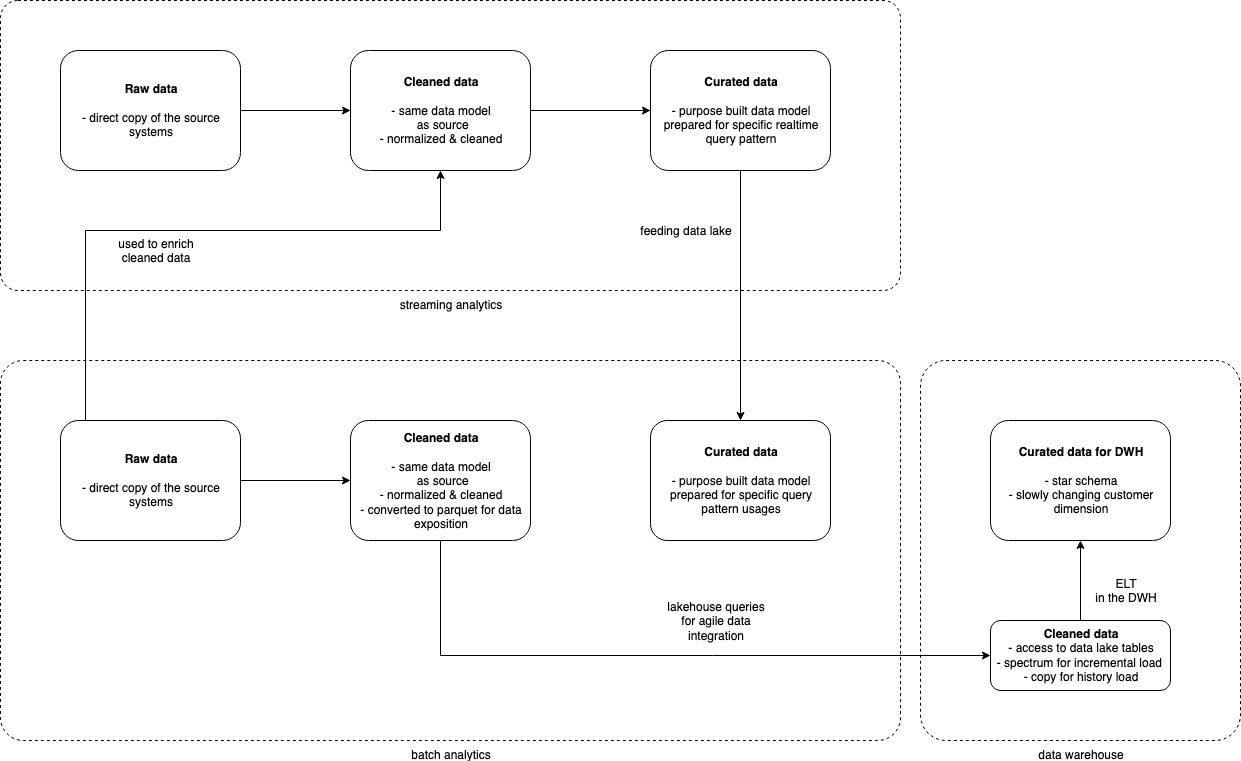 Raw data
- direct copy of the source
systems
Cleaned data
- same data model
as source
- normalized & cleaned
Curated data
- purpose built data model
prepared for specific realtime
query pattern
used to enrich
cleaned data
feeding data lake
streaming analytics
Raw data
- direct copy of the source
systems
Cleaned data
- same data model
as source
- normalized & cleaned
- converted to parquet for data
exposition
Curated data
- purpose built data model
prepared for specific query
pattern usages
Curated data for DWH
- star schema
- slowly changing customer
dimension
lakehouse queries
for agile data
integration
ELT
in the DWH
Cleaned data
- access to data lake tables
- spectrum for incremental load
- copy for history load
batch analytics
data warehouse